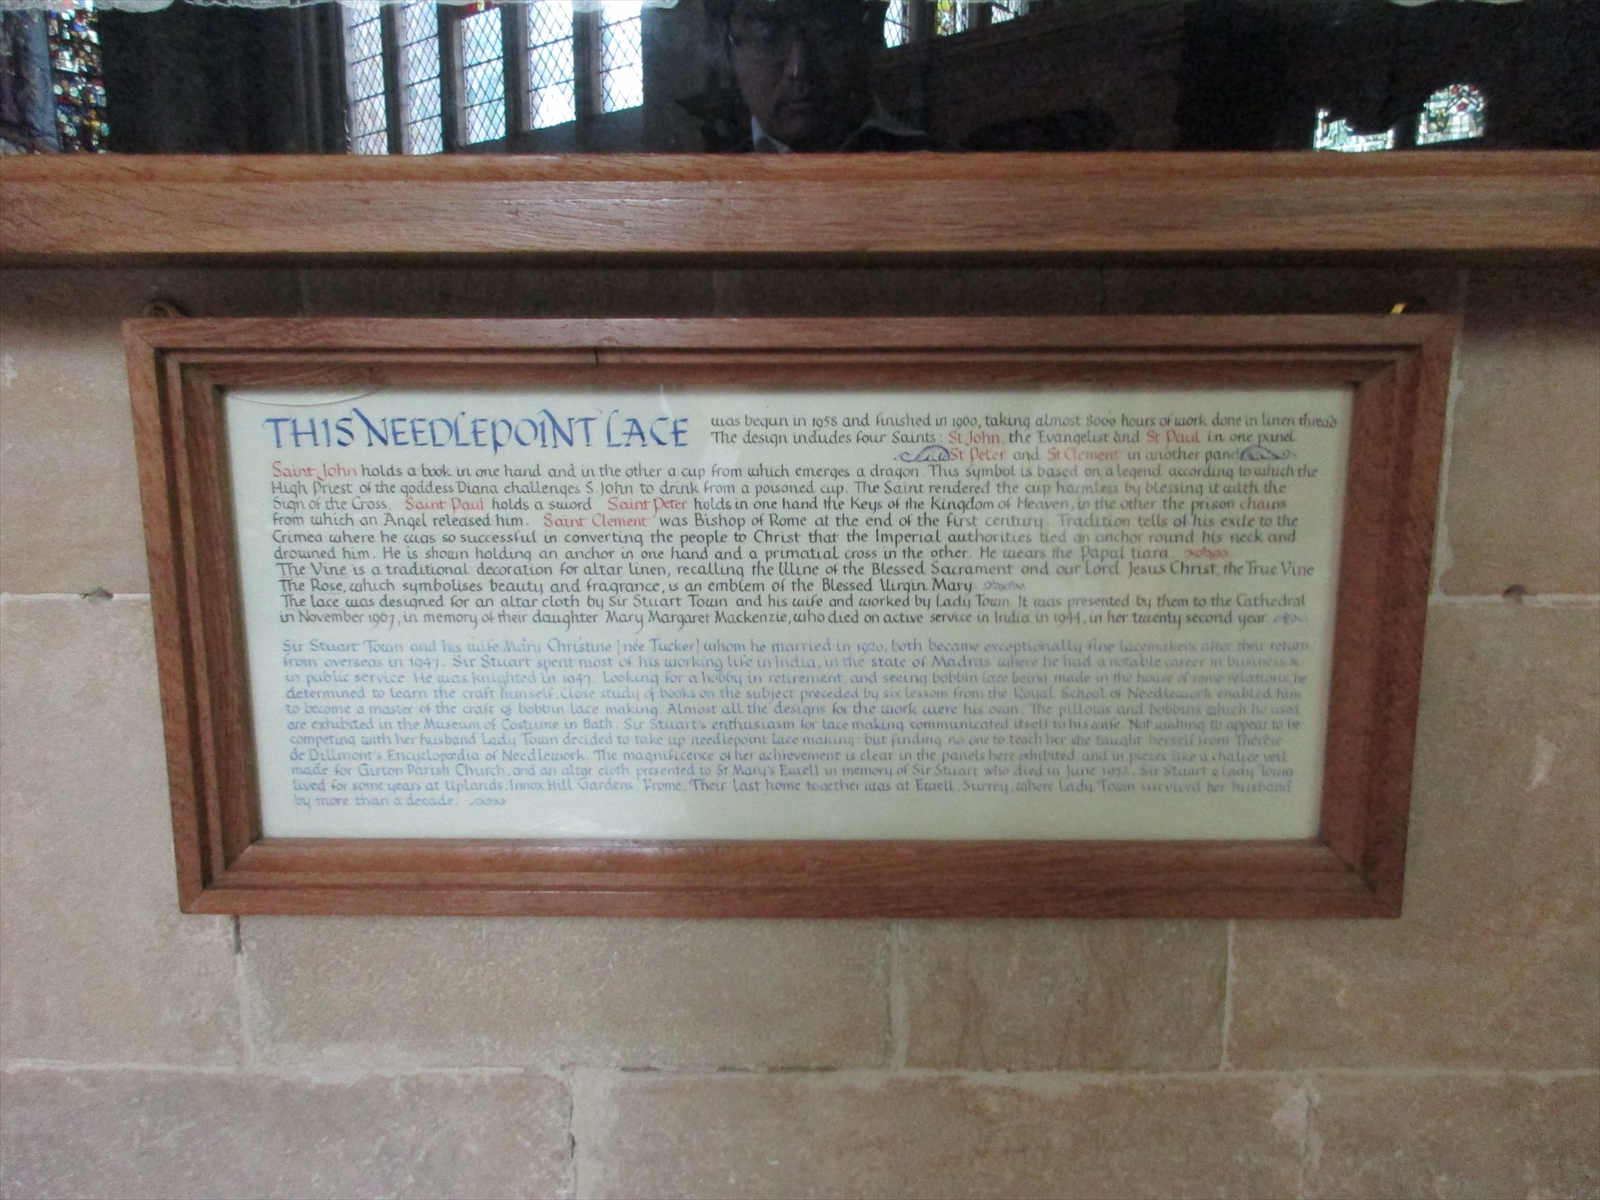 THIS NEEDLEPOINT LACE was begun in 1958 and finished in 1960, taking almost 8000 hours of work done in linen thread
The design includes four Saints: St John, the Evangelist and St Paul in one panel
St Peter and St Clement in another panel
Saint John holds a book in one hand and in the other a cup from which emerges a dragon. This symbol is based on a legend according to which the
High Priest of the goddess Diana challenges S. John to drink from a poisoned cup. The Saint rendered the cup harmless by blessing it with the
Sign of the Cross. Saint Paul holds a sword Saint Peter holds in one hand the Keys of the Kingdom of Heaven, in the other the prison chains
from which an Angel released him. Saint Clement was Bishop of Rome at the end of the first century. Tradition tells of his exile to the
Crimea where he was so successful in converting the people to Christ that the Imperial authorities tied an anchor round his neck and
drowned him. He is shown holding an anchor in one hand and a primatial cross in the other. He wears the Papal tiara.
The Vine is a traditional decoration for altar linen, recalling the Wine of the Blessed Sacrament and our Lord Jesus Christ, the True Vine
The Rose, which symbolises beauty and fragrance, is an emblem of the Blessed Virgin Mary.
The lace was designed for an altar cloth by Sir Stuart Town and his wife and worked by Lady Town. It was presented by them to the Cathedral
in November 1967, in memory of their daughter Mary Margaret Mackenzie, who died on active service in India in 1944, in her twenty second year
Sir Stuart Town and his wife Mary Christine [née Tucker] whom he married in 1920, both became exceptionally fine lacemakers after their return
from overseas in 1947. Sir Stuart spent most of his working life in India, in the state of Madras where he had a notable career in business &
in public service. He was knighted in 1947. Looking for a hobby in retirement, and seeing bobbin lace being made in the house of some relations, he
determined to learn the craft himself. Close study of books on the subject preceded by six lessons from the Royal School of Needlework enabled him
to become a master of the craft of bobbin lace making. Almost all the designs for the work were his own. The pillows and bobbins which he used
are exhibited in the Museum of Costume in Bath. Sir Stuart's enthusiasm for lace making communicated itself to his wife. Not wishing to appear to be
competing with her husband Lady Town decided to take up needlepoint lace making: but finding no one to teach her she taught herself from Thérèse
de Dillmont's Encyclopædia of Needlework. The magnificence of her achievement is clear in the panels here exhibited, and in pieces like a chalice veil
made for Girton Parish Church, and an altar cloth presented to St Mary's Ewell in memory of Sir Stuart who died in June 1972. Sir Stuart & Lady Town
lived for some years at Uplands, Innox Hill Gardens, Frome. Their last home together was at Ewell, Surrey, where Lady Town survived her husband
by more than a decade.